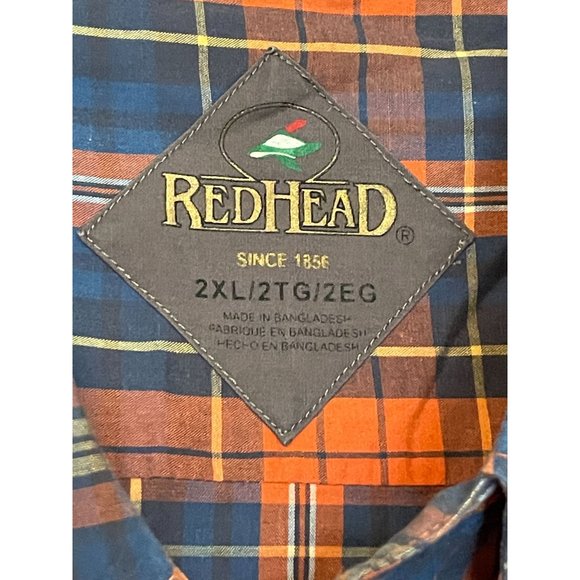 REDHEAD®
SINCE 1856
2XL/2TG/2EG
MADE IN BANGLADESH
FABRIQUE EN BANGLADESH
HECHO EN BANGLADESH